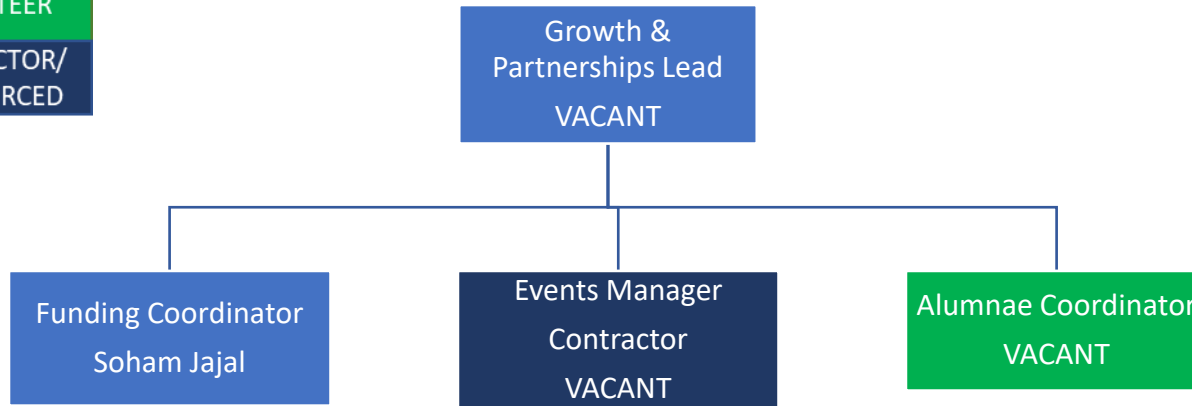 TEER
CTOR/
RCED
Growth &
Partnerships Lead
VACANT
Funding Coordinator
Soham Jajal
Events Manager
Contractor
VACANT
Alumnae Coordinator
VACANT